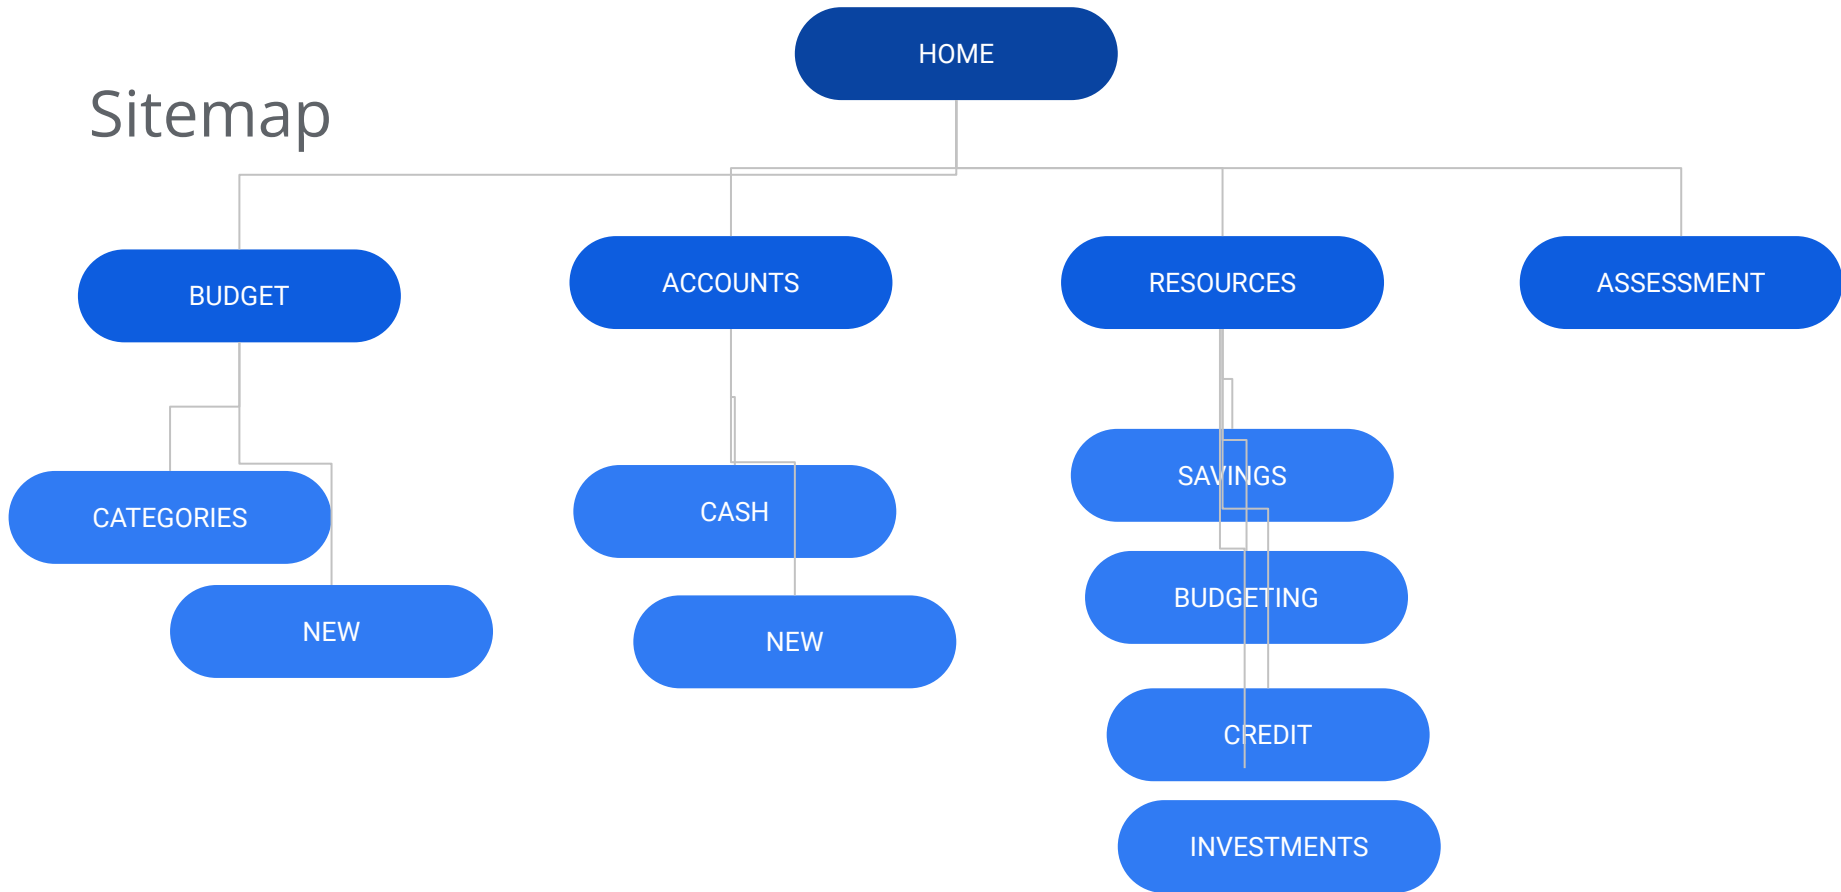 Sitemap
HOME
BUDGET
ACCOUNTS
RESOURCES
ASSESSMENT
CATEGORIES
NEW
CASH
NEW
SAVINGS
BUDGETING
CREDIT
INVESTMENTS